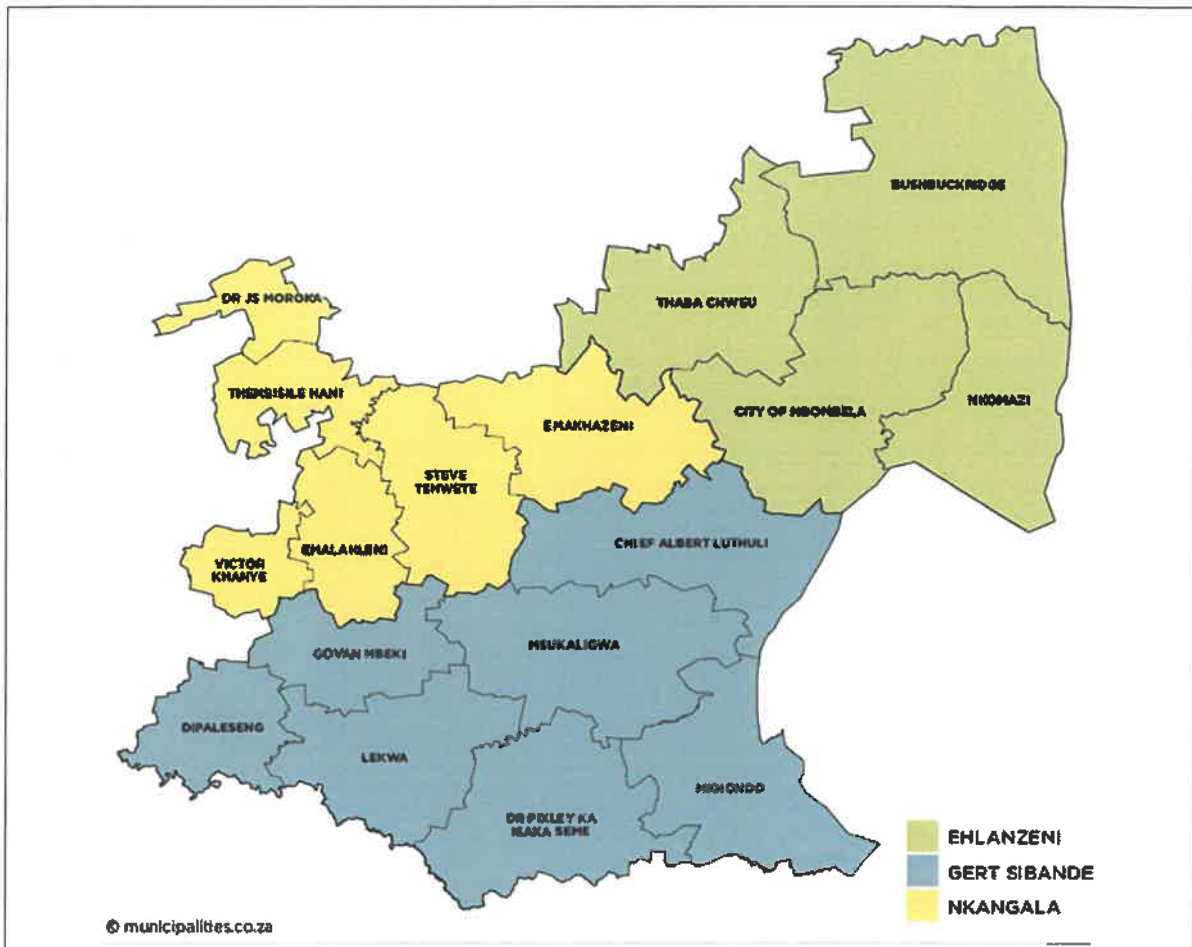 BUSHBUCKRIDGE
THABA CHWEU
DR JS MOROKA
THEMBISILE HANI
CITY OF MBOMBELA
NKOMAZI
EMAKHAZENI
STEVE
TSHWETE
CHIEF ALBERT LUTHULI
EMALAHLENI
VICTOR
KHANYE
GOVAN MBEKI
MSUKALIGWA
DIPALESENG
LEKWA
MKHONDO
DR PIXLEY KA
ISAKA SEME
EHLANZENI
GERT SIBANDE
NKANGALA
© municipalities.co.za